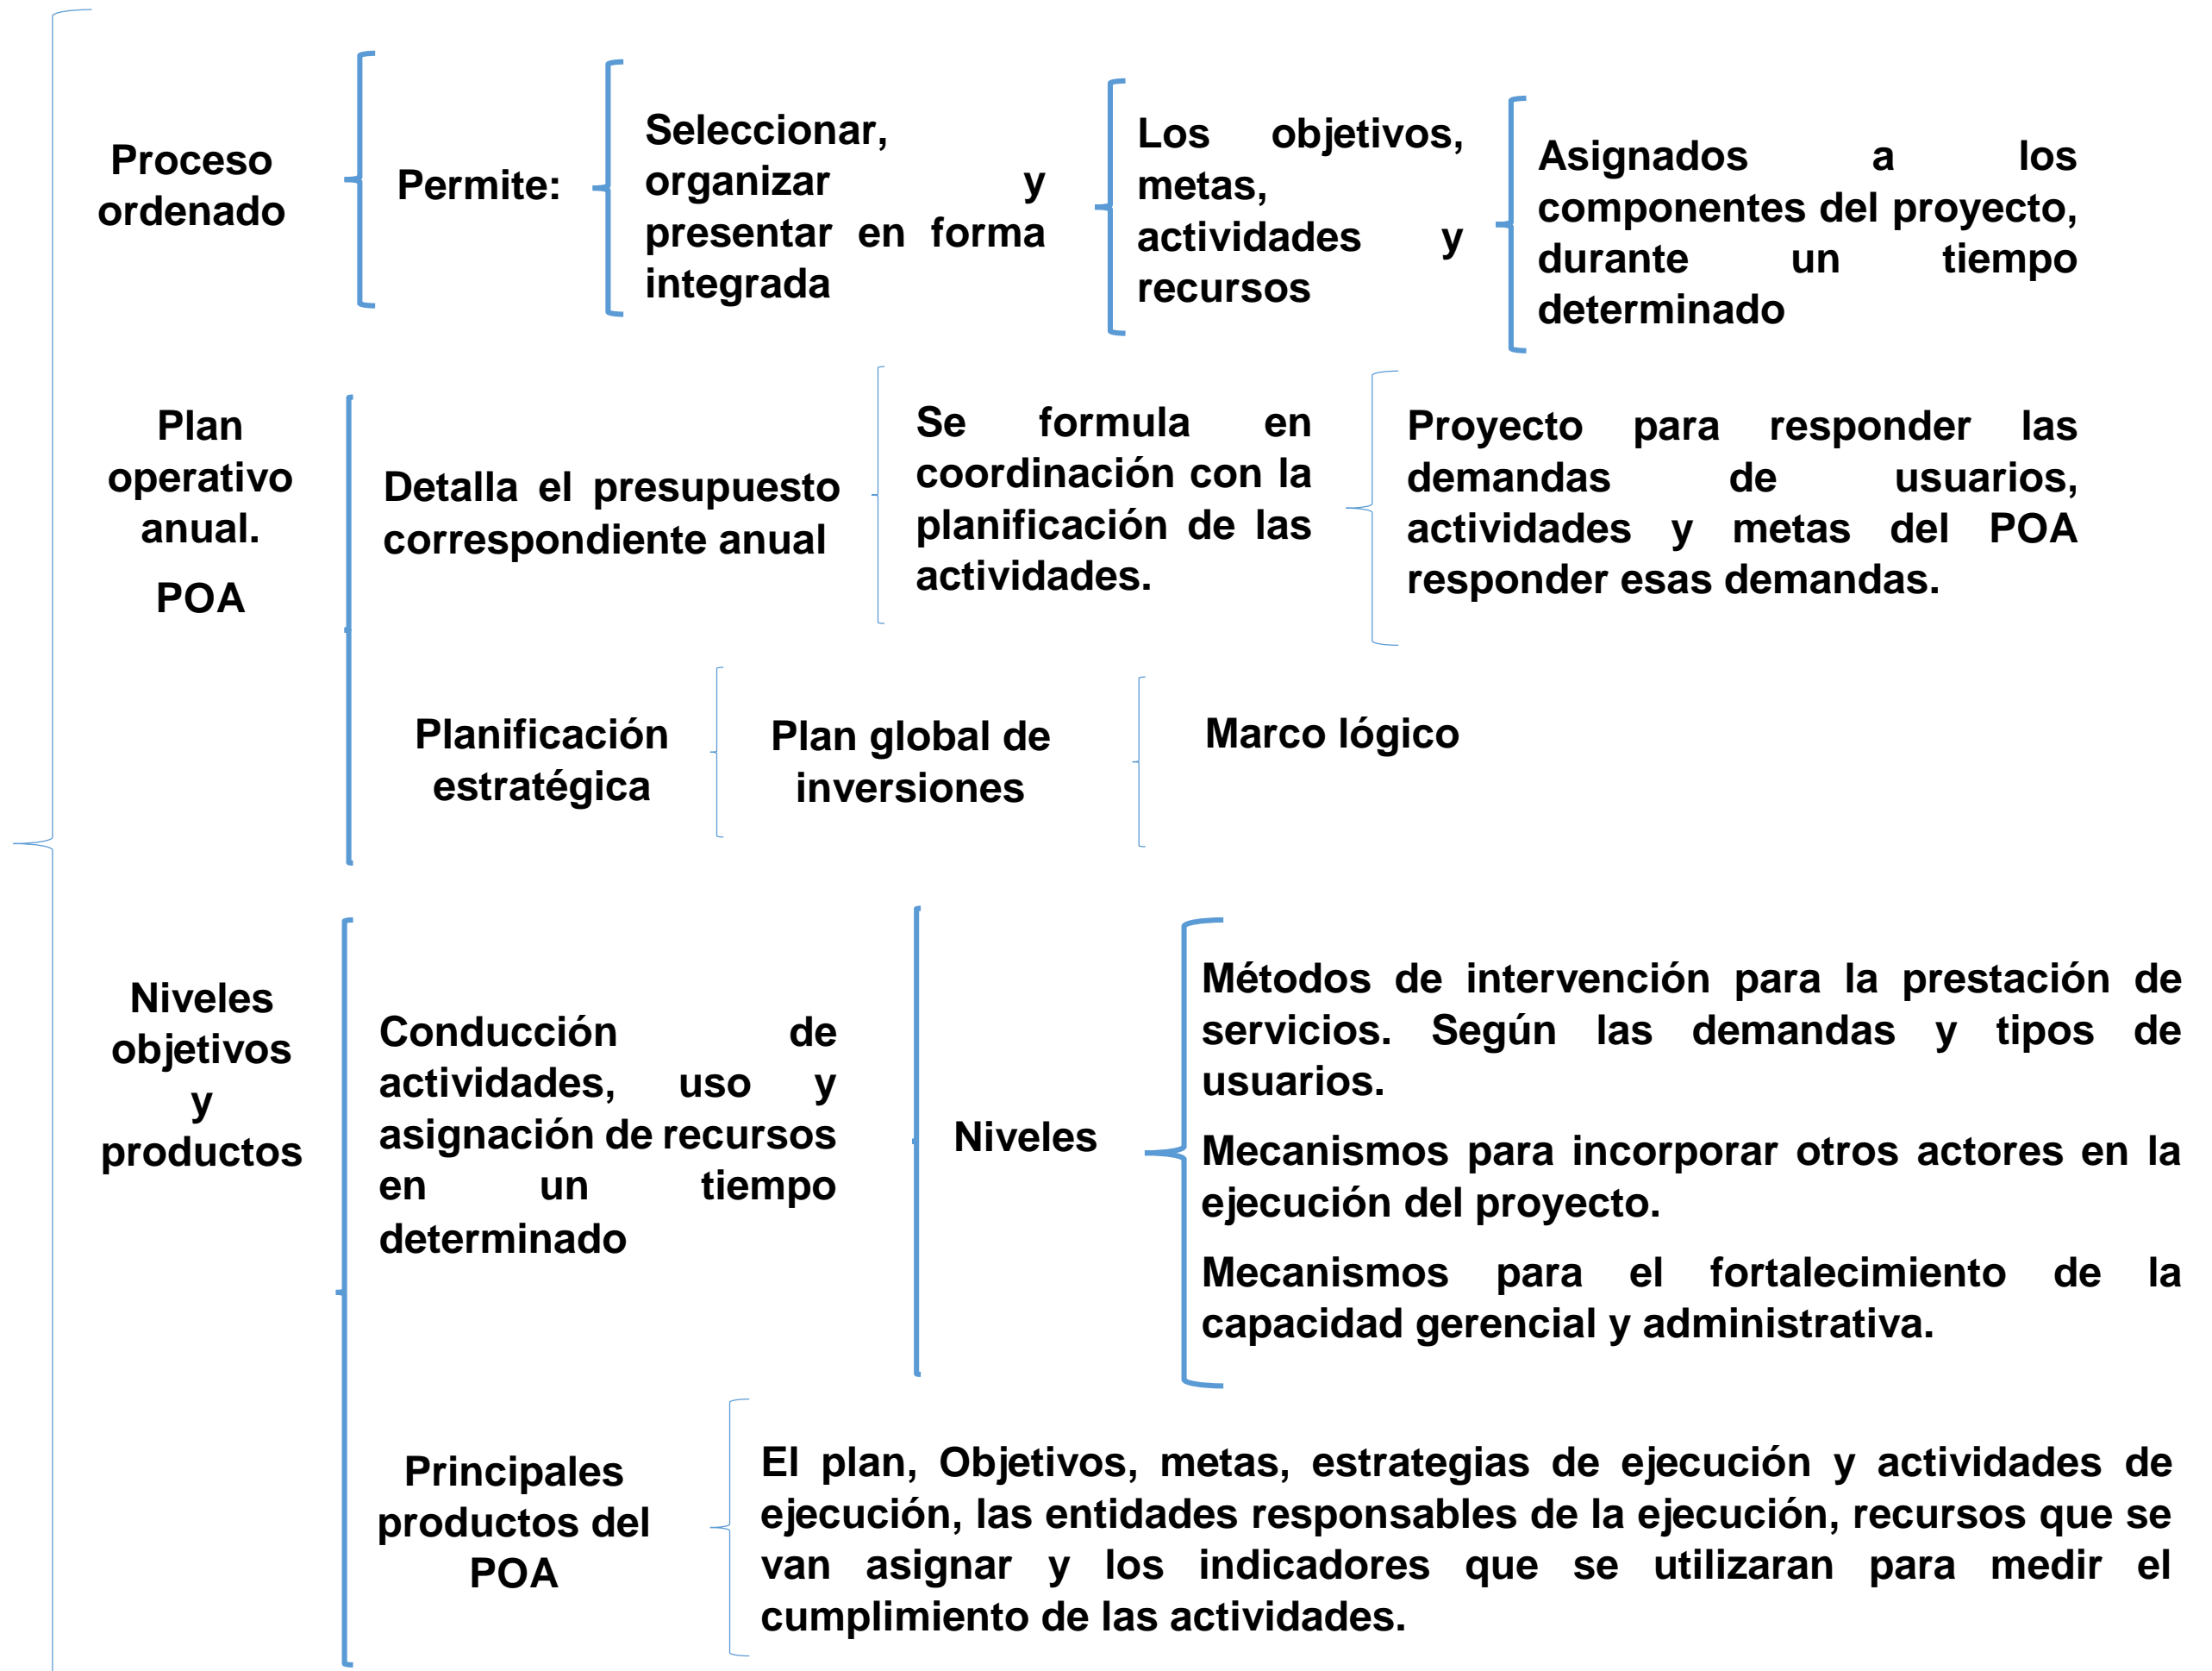 Proceso
ordenado
Permite:
Seleccionar,
organizar y
presentar en forma
integrada
Los objetivos,
metas,
actividades y
recursos
Asignados a los
componentes del proyecto,
durante un tiempo
determinado
Plan
operativo
anual.
POA
Detalla el presupuesto
correspondiente anual
Se formula en
coordinación con la
planificación de las
actividades.
Proyecto para responder las
demandas de usuarios,
actividades y metas del POA
responder esas demandas.
Planificación
estratégica
Plan global de
inversiones
Marco lógico
Niveles
objetivos
y
productos
Conducción de
actividades, uso y
asignación de recursos
en un tiempo
determinado
Niveles
Métodos de intervención para la prestación de
servicios. Según las demandas y tipos de
usuarios.
Mecanismos para incorporar otros actores en la
ejecución del proyecto.
Mecanismos para el fortalecimiento de la
capacidad gerencial y administrativa.
Principales
productos del
POA
El plan, Objetivos, metas, estrategias de ejecución y actividades de
ejecución, las entidades responsables de la ejecución, recursos que se
van asignar y los indicadores que se utilizaran para medir el
cumplimiento de las actividades.